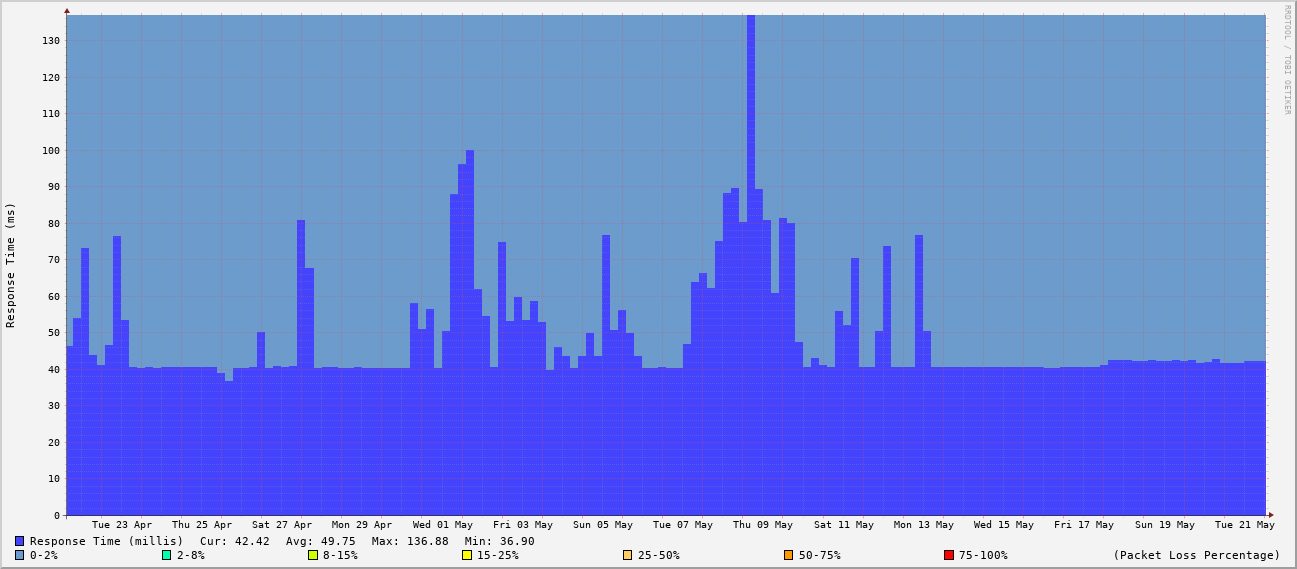 RRDTOOL / TOBI OETIKER
Response Time (ms)
130
120
110
100
90
80
70
60
50
40
30
20
10
0
Tue 23 Apr Thu 25 Apr Sat 27 Apr Mon 29 Apr Wed 01 May Fri 03 May Sun 05 May Tue 07 May Thu 09 May Sat 11 May Mon 13 May Wed 15 May Fri 17 May Sun 19 May Tue 21 May
Response Time (millis) Cur: 42.42 Avg: 49.75 Max: 136.88 Min: 36.90
0-2% 2-8% 8-15% 15-25% 25-50% 50-75% 75-100% (Packet Loss Percentage)